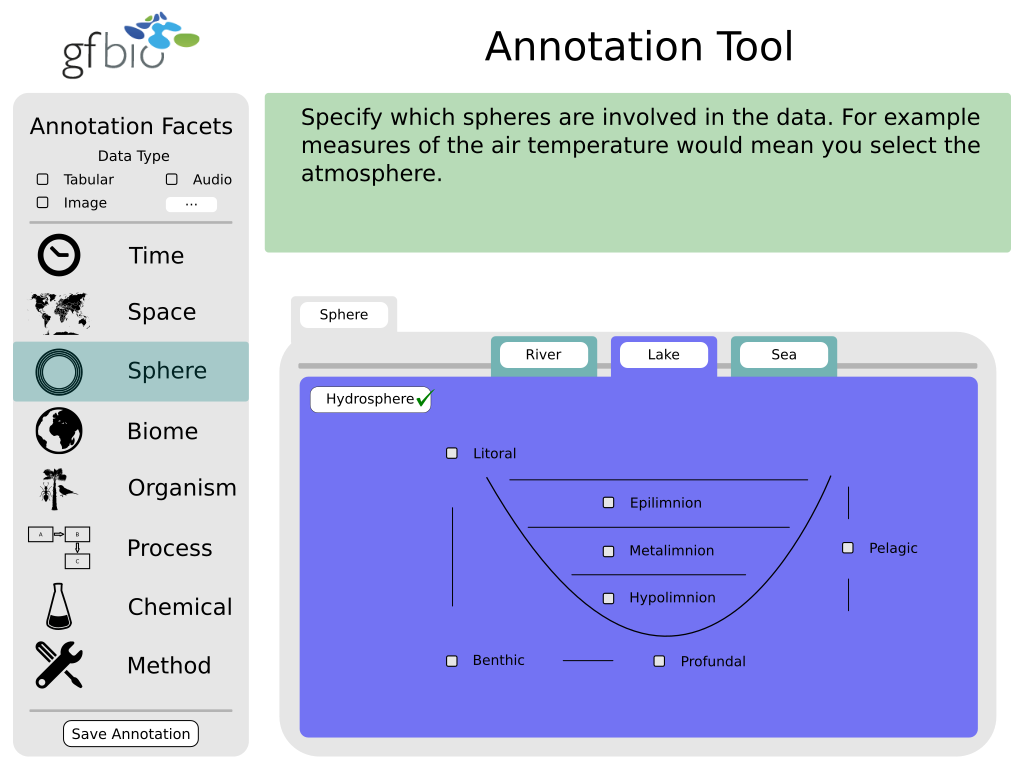 gfbio
Annotation Tool
Annotation Facets
Data Type
Tabular
Audio
Image
...
Time
Space
Sphere
Biome
Organism
A
B
C
Process
Chemical
Method
Save Annotation
Specify which spheres are involved in the data. For example
measures of the air temperature would mean you select the
atmosphere.
Sphere
River
Lake
Sea
Hydrosphere
Litoral
Epilimnion
Metalimnion
Pelagic
Hypolimnion
Benthic
Profundal